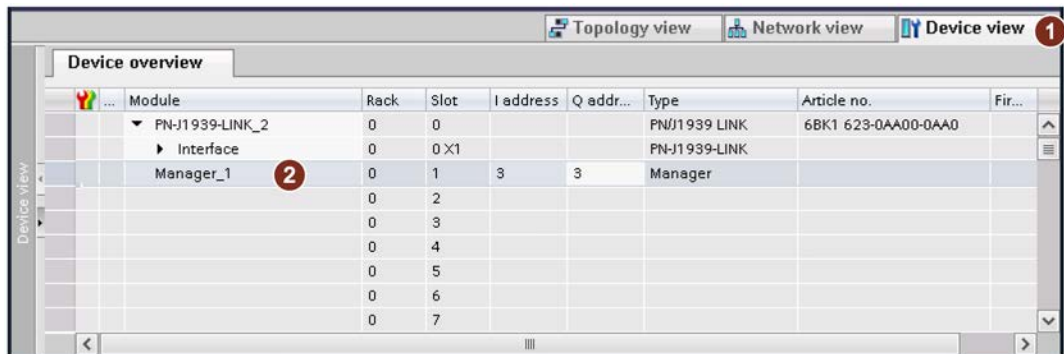 Topology view Network view Device view 1
Device overview
... Module Rack Slot I address Q addr... Type Article no. Fir...
PN-J1939-LINK_2 0 0 PN/J1939 LINK 6BK1 623-0AA00-0AA0
Interface 0 0 X1 PN-J1939-LINK
Manager_1 2 0 1 3 3 Manager
0 2
0 3
0 4
0 5
0 6
0 7
Device view